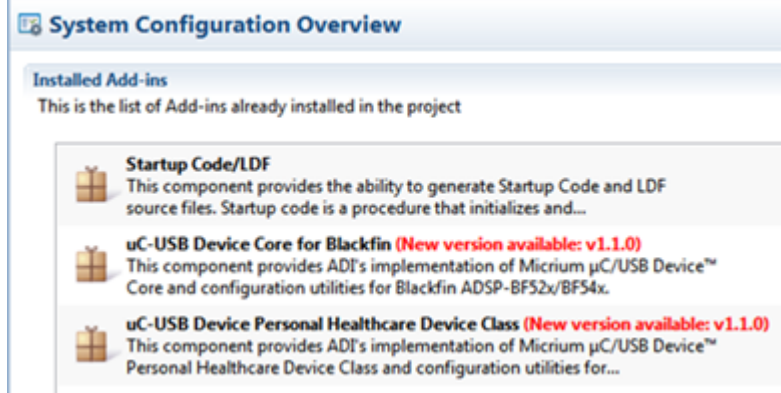 System Configuration Overview
Installed Add-ins
This is the list of Add-ins already installed in the project
Startup Code/LDF
This component provides the ability to generate Startup Code and LDF
source files. Startup code is a procedure that initializes and...
uC-USB Device Core for Blackfin (New version available: v1.1.0)
This component provides ADI's implementation of Micrium µC/USB Device™
Core and configuration utilities for Blackfin ADSP-BF52x/BF54x.
uC-USB Device Personal Healthcare Device Class (New version available: v1.1.0)
This component provides ADI's implementation of Micrium µC/USB Device™
Personal Healthcare Device Class and configuration utilities for...